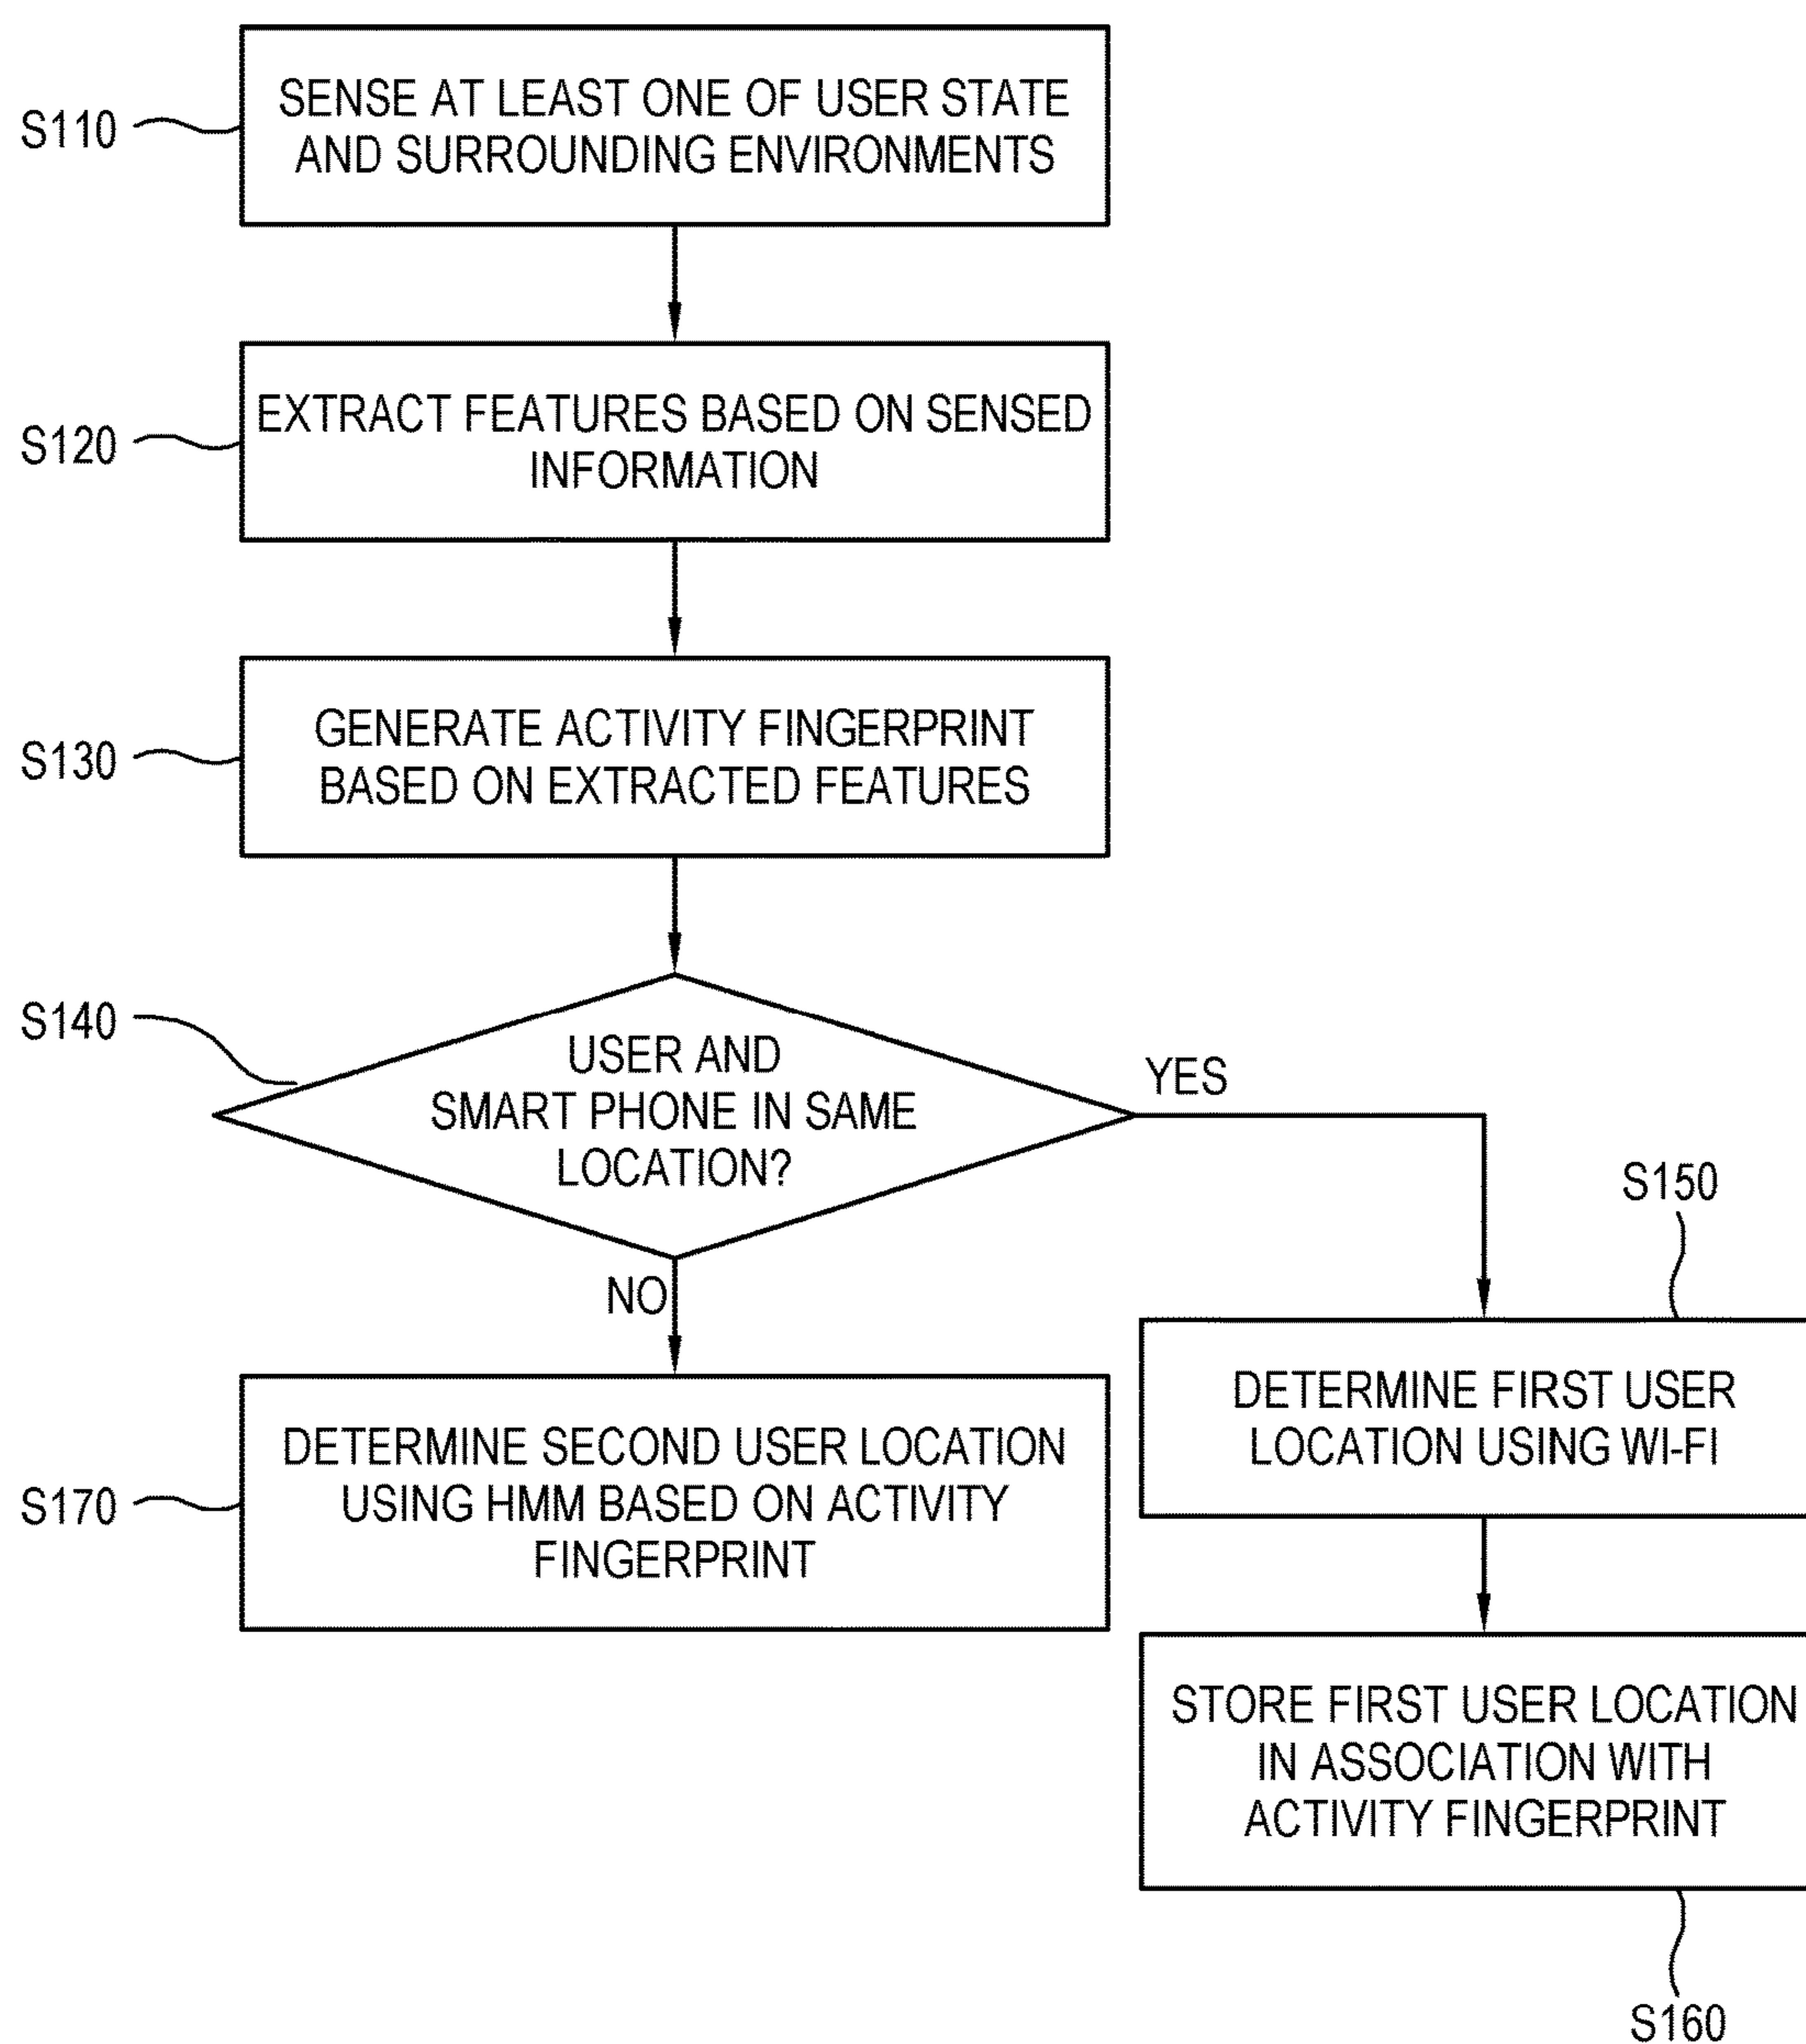 S110
SENSE AT LEAST ONE OF USER STATE
AND SURROUNDING ENVIRONMENTS
S120
EXTRACT FEATURES BASED ON SENSED
INFORMATION
S130
GENERATE ACTIVITY FINGERPRINT
BASED ON EXTRACTED FEATURES
S140
USER AND
SMART PHONE IN SAME
LOCATION?
YES
NO
S150
DETERMINE FIRST USER
LOCATION USING WI-FI
S170
DETERMINE SECOND USER LOCATION
USING HMM BASED ON ACTIVITY
FINGERPRINT
STORE FIRST USER LOCATION
IN ASSOCIATION WITH
ACTIVITY FINGERPRINT
S160